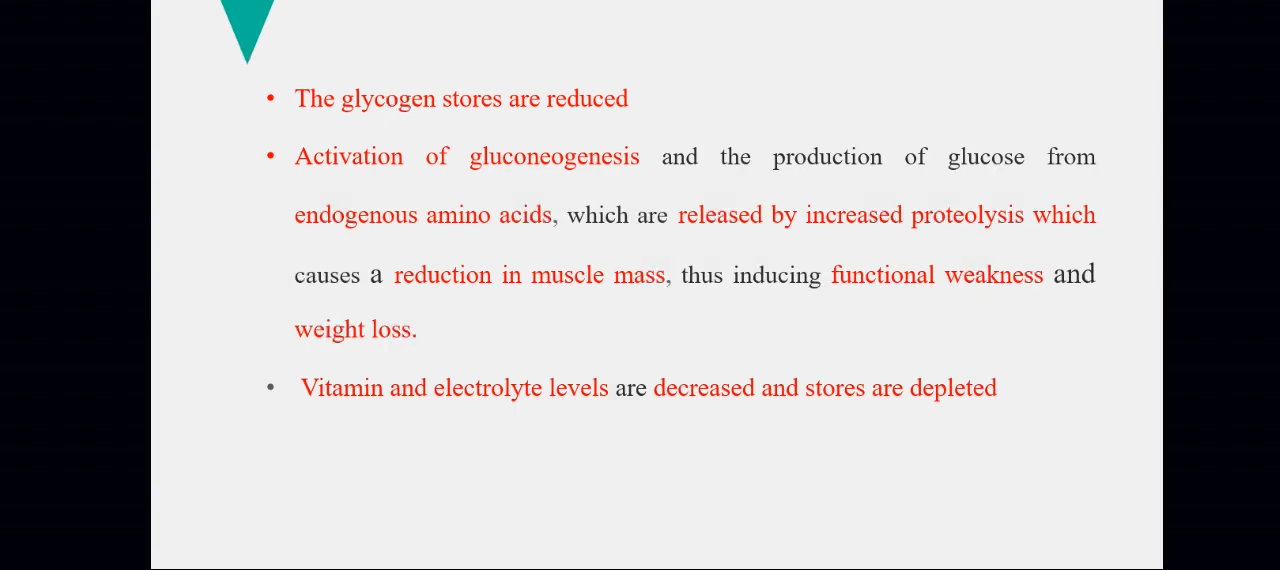 • The glycogen stores are reduced
• Activation of gluconeogenesis and the production of glucose from
endogenous amino acids, which are released by increased proteolysis which
causes a reduction in muscle mass, thus inducing functional weakness and
weight loss.
• Vitamin and electrolyte levels are decreased and stores are depleted